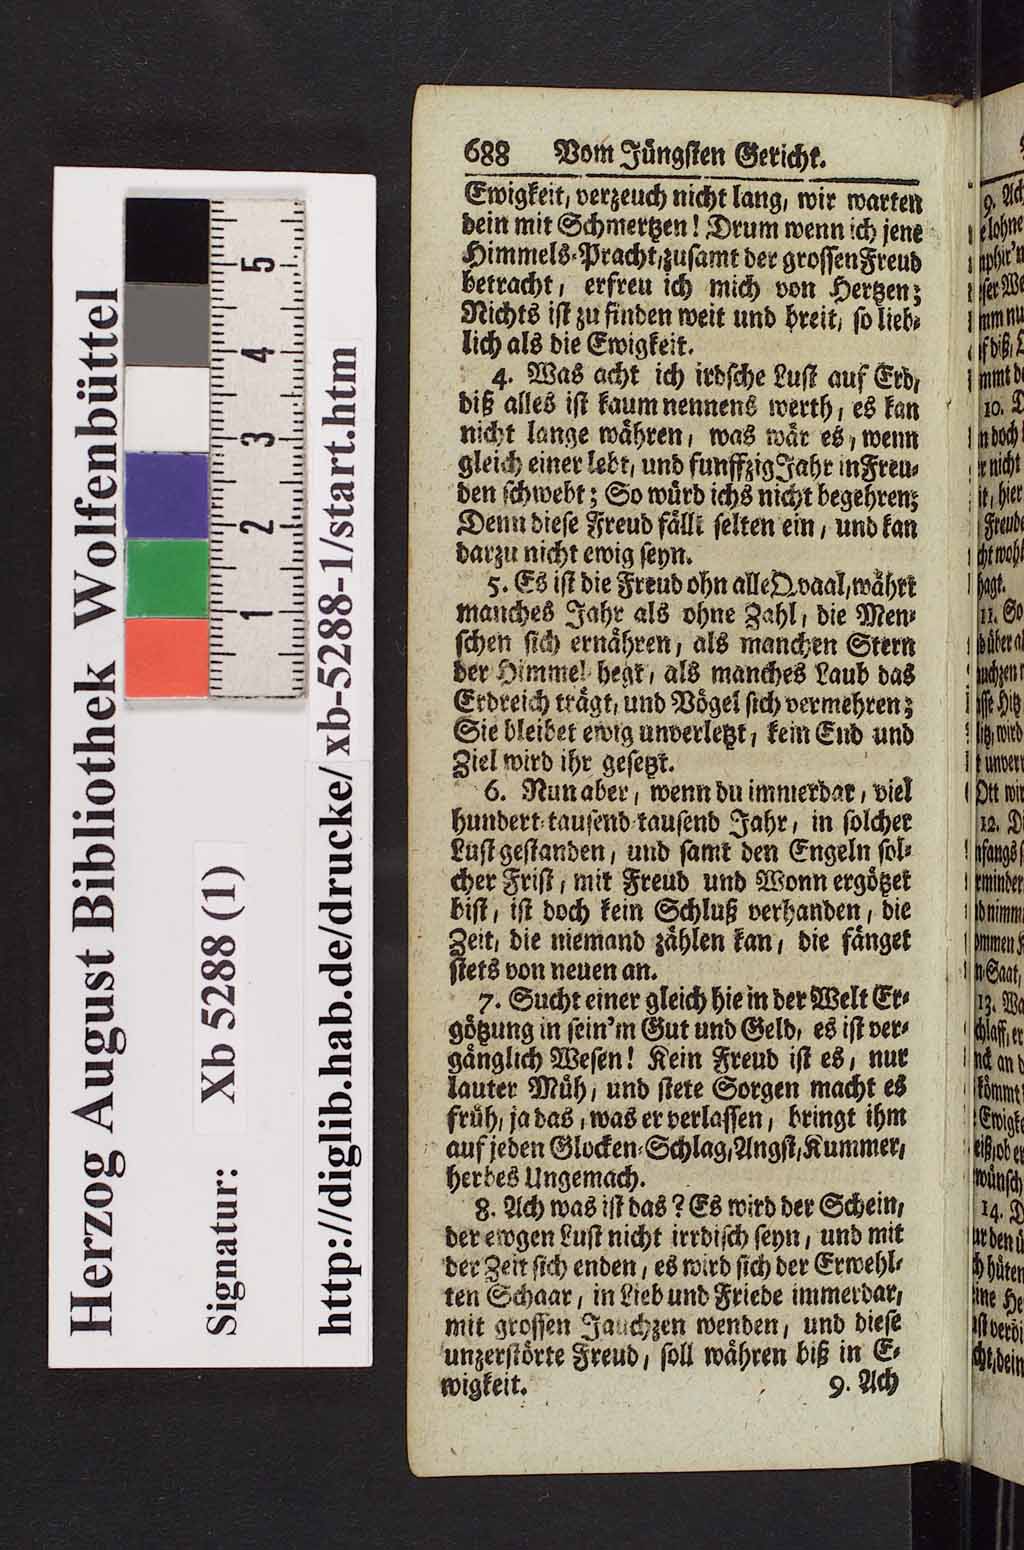 688 Vom Jüngsten Gericht.
Ewigkeit, verzeuch nicht lang, wir warten
dein mit Schmertzen! Drum wenn ich jene
Himmels-Pracht, zusamt der grossen Freud
betracht, erfreu ich mich von Hertzen;
Nichts ist zu finden weit und breit, so lieb-
lich als die Ewigkeit.
4. Was acht ich irdsche Lust auf Erd,
diß alles ist kaum nennens werth, es kan
nicht lange währen, was wär es, wenn
gleich einer lebt, und funffzig Jahr in Freu-
den schwebt; So würd ichs nicht begehren;
Denn diese Freud fällt selten ein, und kan
darzu nicht ewig seyn.
5. Es ist die Freud ohn alle Qvaal, währt
manches Jahr als ohne Zahl, die Men-
schen sich ernähren, als manchen Stern
der Himmel hegt, als manches Laub das
Erdreich trägt, und Vögel sich vermehren;
Sie bleibet ewig unverletzt, kein End und
Ziel wird ihr gesetzt.
6. Nun aber, wenn du immerdar, viel
hundert-tausend-tausend Jahr, in solcher
Lust gestanden, und samt den Engeln sol-
cher Frist, mit Freud und Wonn ergötzet
bist, ist doch kein Schluß verhanden, die
Zeit, die niemand zählen kan, die fänget
stets von neuen an.
7. Sucht einer gleich hie in der Welt Er-
götzung in sein'm Gut und Geld, es ist ver-
gänglich Wesen! Kein Freud ist es, nur
lauter Müh, und stete Sorgen macht es
früh, ja das, was er verlassen, bringt ihm
auf jeden Glocken-Schlag, Angst, Kummer,
herbes Ungemach.
8. Ach was ist das? Es wird der Schein,
der ewgen Lust nicht irrdisch seyn, und mit
der Zeit sich enden, es wird sich der Erwehl-
ten Schaar, in Lieb und Friede immerdar,
mit grossen Jauchzen wenden, und diese
unzerstörte Freud, soll währen biß in E-
wigkeit. 9. Ach
Herzog August Bibliothek Wolfenbüttel
Signatur: Xb 5288 (1)
http://diglib.hab.de/drucke/ xb-5288-1/start.htm
5
4
3
2
1